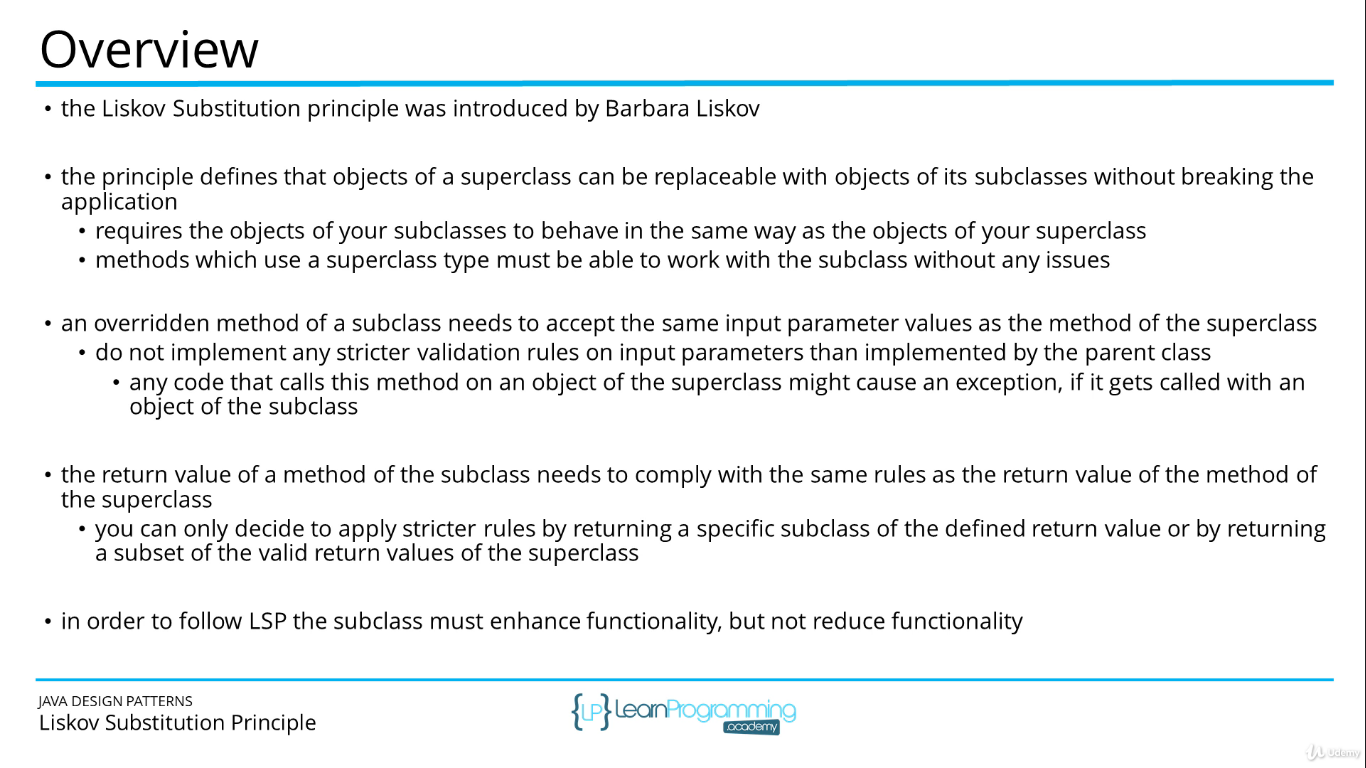 Overview
• the Liskov Substitution principle was introduced by Barbara Liskov
• the principle defines that objects of a superclass can be replaceable with objects of its subclasses without breaking the
application
• requires the objects of your subclasses to behave in the same way as the objects of your superclass
• methods which use a superclass type must be able to work with the subclass without any issues
• an overridden method of a subclass needs to accept the same input parameter values as the method of the superclass
• do not implement any stricter validation rules on input parameters than implemented by the parent class
• any code that calls this method on an object of the superclass might cause an exception, if it gets called with an
object of the subclass
• the return value of a method of the subclass needs to comply with the same rules as the return value of the method of
the superclass
• you can only decide to apply stricter rules by returning a specific subclass of the defined return value or by returning
a subset of the valid return values of the superclass
• in order to follow LSP the subclass must enhance functionality, but not reduce functionality
JAVA DESIGN PATTERNS
Liskov Substitution Principle
{LP} LearnProgramming
.academy
Udemy